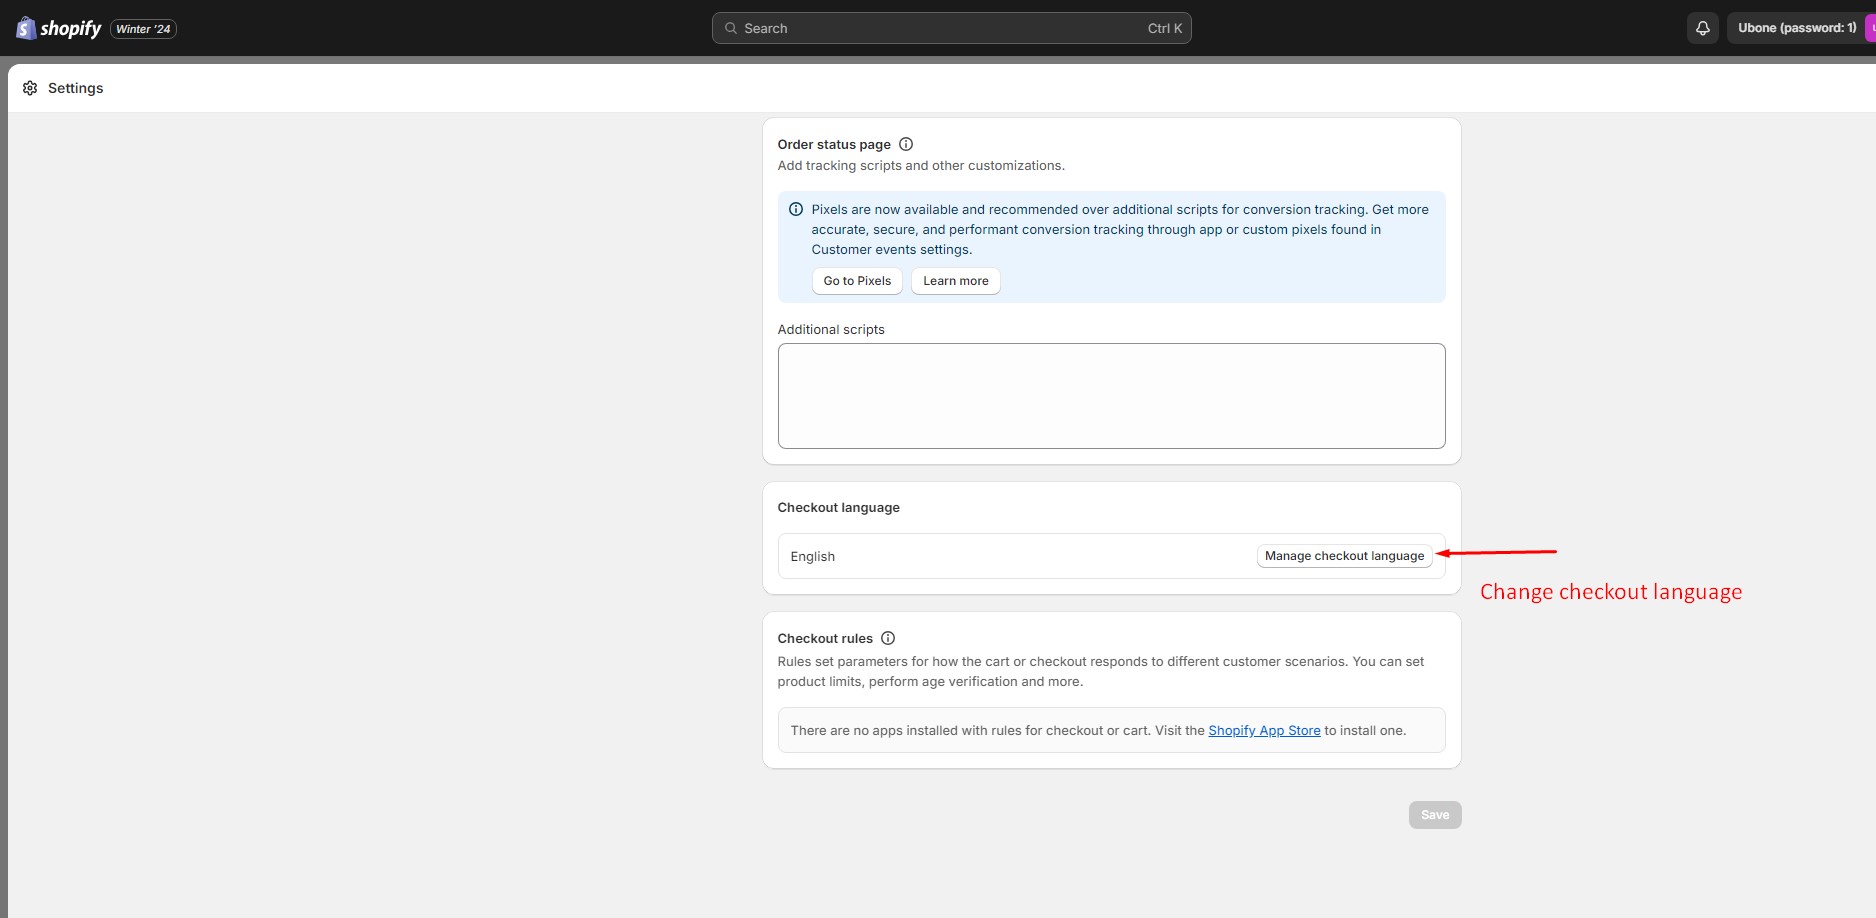 shopify Winter '24
Search Ctrl K
Ubone (password: 1)
Settings
Order status page
Add tracking scripts and other customizations.
Pixels are now available and recommended over additional scripts for conversion tracking. Get more
accurate, secure, and performant conversion tracking through app or custom pixels found in
Customer events settings.
Go to Pixels Learn more
Additional scripts
Checkout language
English Manage checkout language
Change checkout language
Checkout rules
Rules set parameters for how the cart or checkout responds to different customer scenarios. You can set
product limits, perform age verification and more.
There are no apps installed with rules for checkout or cart. Visit the Shopify App Store to install one.
Save